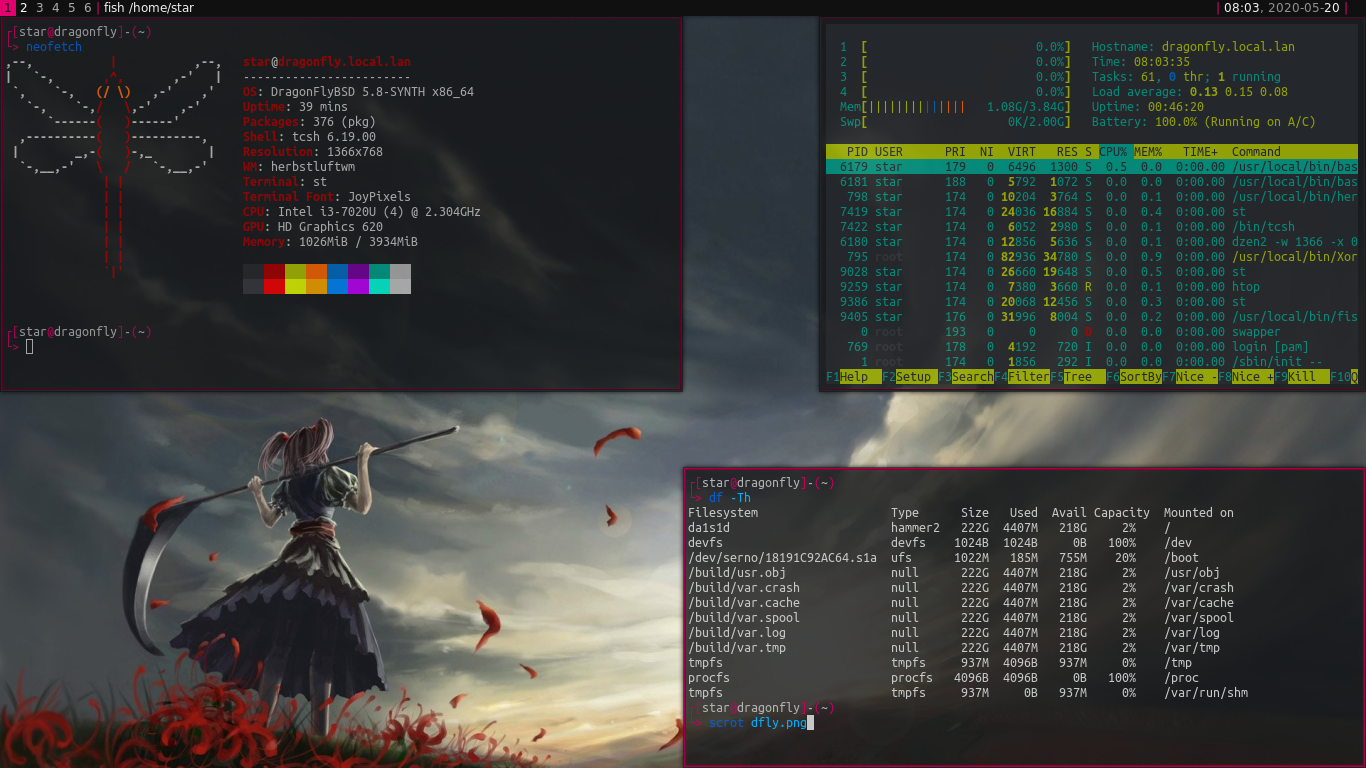 1 2 3 4 5 6 | fish /home/star
| 08:03, 2020-05-20 |
┌[star@dragonfly]-(~)
└> neofetch
star@dragonfly.local.lan
------------------------
OS: DragonFlyBSD 5.8-SYNTH x86_64
Uptime: 39 mins
Packages: 376 (pkg)
Shell: tcsh 6.19.00
Resolution: 1366x768
WM: herbstluftwm
Terminal: st
Terminal Font: JoyPixels
CPU: Intel i3-7020U (4) @ 2.304GHz
GPU: HD Graphics 620
Memory: 1026MiB / 3934MiB
┌[star@dragonfly]-(~)
└>
1 [ 0.0%] Hostname: dragonfly.local.lan
2 [ 0.0%] Time: 08:03:35
3 [ 0.0%] Tasks: 61, 0 thr; 1 running
4 [ 0.0%] Load average: 0.13 0.15 0.08
Mem[|||||||||||||| 1.08G/3.84G] Uptime: 00:46:20
Swp[ 0K/2.00G] Battery: 100.0% (Running on A/C)
PID USER PRI NI VIRT RES S CPU% MEM% TIME+ Command
6179 star 179 0 6496 1300 S 0.5 0.0 0:00.00 /usr/local/bin/bas
6181 star 188 0 5792 1072 S 0.0 0.0 0:00.00 /usr/local/bin/bas
798 star 174 0 10204 3764 S 0.0 0.1 0:00.00 /usr/local/bin/her
7419 star 174 0 24036 16884 S 0.0 0.4 0:00.00 st
7422 star 174 0 6052 2980 S 0.0 0.1 0:00.00 /bin/tcsh
6180 star 174 0 12856 5636 S 0.0 0.1 0:00.00 dzen2 -w 1366 -x 0
795 root 174 0 82936 34780 S 0.0 0.9 0:00.00 /usr/local/bin/Xor
9028 star 174 0 26660 19648 S 0.0 0.5 0:00.00 st
9259 star 174 0 7380 3660 R 0.0 0.1 0:00.00 htop
9386 star 174 0 20068 12456 S 0.0 0.3 0:00.00 st
9405 star 176 0 31996 8004 S 0.0 0.2 0:00.00 /usr/local/bin/fis
0 root 193 0 0 0 D 0.0 0.0 0:00.00 swapper
769 root 178 0 4192 720 I 0.0 0.0 0:00.00 login [pam]
1 root 174 0 1856 292 I 0.0 0.0 0:00.00 /sbin/init --
F1Help F2Setup F3SearchF4FilterF5Tree F6SortByF7Nice -F8Nice +F9Kill F10Q
┌[star@dragonfly]-(~)
└> df -Th
Filesystem Type Size Used Avail Capacity Mounted on
da1s1d hammer2 222G 4407M 218G 2% /
devfs devfs 1024B 1024B 0B 100% /dev
/dev/serno/18191C92AC64.s1a ufs 1022M 185M 755M 20% /boot
/build/usr.obj null 222G 4407M 218G 2% /usr/obj
/build/var.crash null 222G 4407M 218G 2% /var/crash
/build/var.cache null 222G 4407M 218G 2% /var/cache
/build/var.spool null 222G 4407M 218G 2% /var/spool
/build/var.log null 222G 4407M 218G 2% /var/log
/build/var.tmp null 222G 4407M 218G 2% /var/tmp
tmpfs tmpfs 937M 4096B 937M 0% /tmp
procfs procfs 4096B 4096B 0B 100% /proc
tmpfs tmpfs 937M 0B 937M 0% /var/run/shm
star@dragonfly]-(~)
└> scrot dfly.png